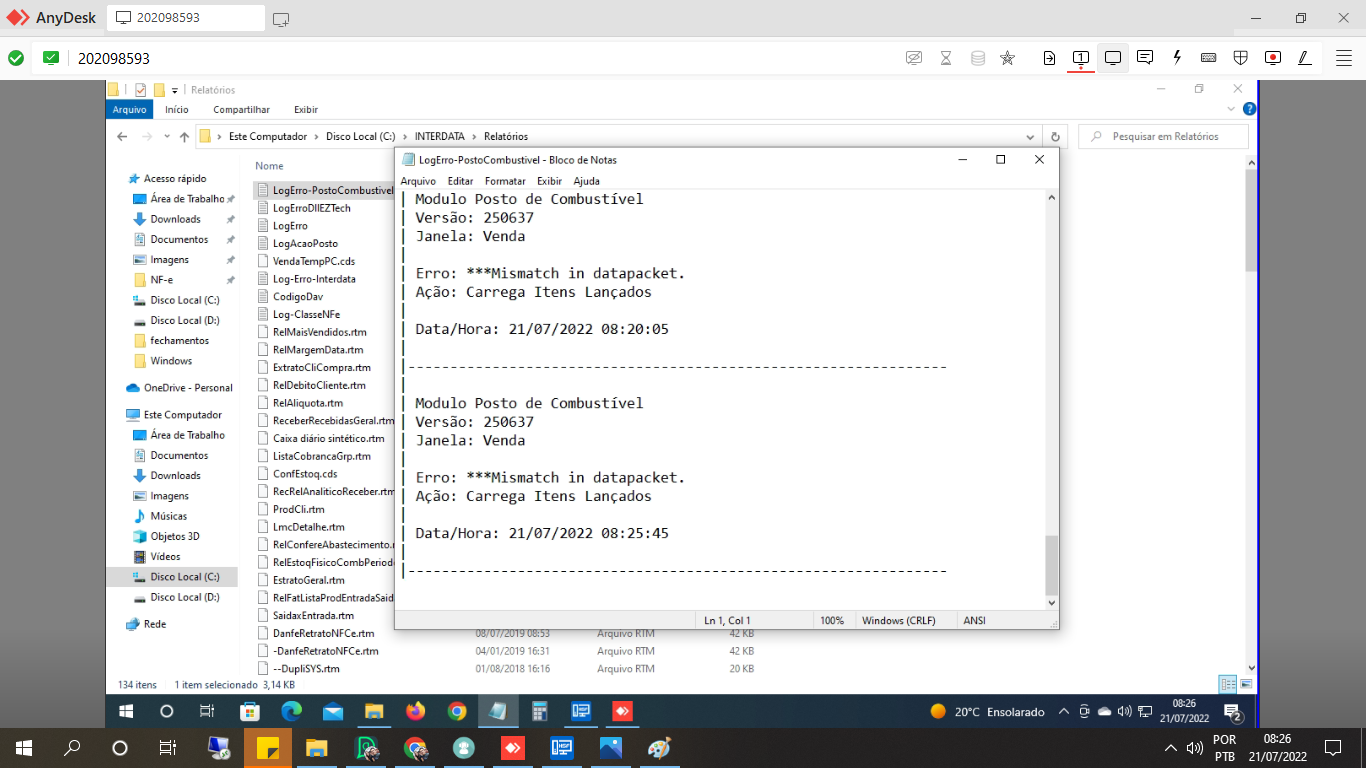 AnyDesk
202098593
202098593
Relatórios
Arquivo Início Compartilhar Exibir
Este Computador Disco Local (C:) INTERDATA Relatórios
Pesquisar em Relatórios
Acesso rápido
Área de Trabalho
Downloads
Documentos
Imagens
NF-e
Disco Local (C:)
Disco Local (D:)
fechamentos
Windows
OneDrive - Personal
Este Computador
Área de Trabalho
Documentos
Downloads
Imagens
Músicas
Objetos 3D
Vídeos
Disco Local (C:)
Disco Local (D:)
Rede
Nome
LogErro-PostoCombustivel
LogErroDllEZTech
LogErro
LogAcaoPosto
VendaTempPC.cds
Log-Erro-Interdata
CodigoDav
Log-ClasseNFe
RelMaisVendidos.rtm
RelMargemData.rtm
ExtratoCliCompra.rtm
RelDebitoCliente.rtm
RelAliquota.rtm
ReceberRecebidasGeral.rtm
Caixa diário sintético.rtm
ListaCobrancaGrp.rtm
ConfEstoq.cds
RecRelAnaliticoReceber.rtm
ProdCli.rtm
LmcDetalhe.rtm
RelConfereAbastecimento.
RelEstoqFisicoCombPeriod
EstratoGeral.rtm
RelFatListaProdEntradaSaid
SaidaxEntrada.rtm
DanfeRetratoNFCe.rtm 08/07/2019 08:53 Arquivo RTM 42 KB
-DanfeRetratoNFCe.rtm 04/01/2019 16:31 Arquivo RTM 42 KB
--DupliSYS.rtm 01/08/2018 16:16 Arquivo RTM 20 KB
LogErro-PostoCombustivel - Bloco de Notas
Arquivo Editar Formatar Exibir Ajuda
| Modulo Posto de Combustível
| Versão: 250637
| Janela: Venda
|
| Erro: ***Mismatch in datapacket.
| Ação: Carrega Itens Lançados
|
| Data/Hora: 21/07/2022 08:20:05
|
|----------------------------------------------------------------
|
| Modulo Posto de Combustível
| Versão: 250637
| Janela: Venda
|
| Erro: ***Mismatch in datapacket.
| Ação: Carrega Itens Lançados
|
| Data/Hora: 21/07/2022 08:25:45
|
|----------------------------------------------------------------
Ln 1, Col 1 100% Windows (CRLF) ANSI
134 itens 1 item selecionado 3,14 KB
20°C Ensolarado
08:26
21/07/2022
2
POR
PTB
08:26
21/07/2022